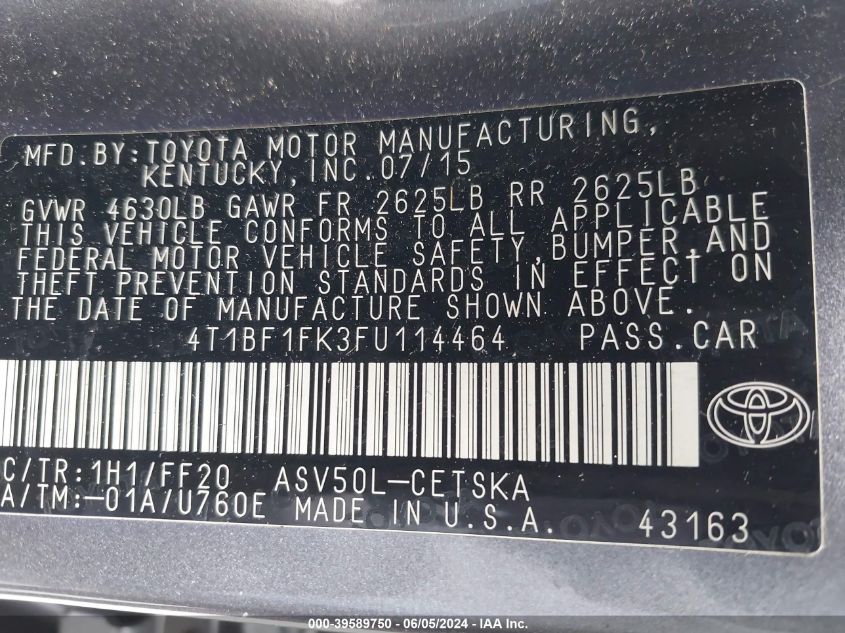 MFD.BY:TOYOTA MOTOR MANUFACTURING,
KENTUCKY, INC.07/15
GVWR 4630LB GAWR FR 2625LB RR 2625LB
THIS VEHICLE CONFORMS TO ALL APPLICABLE
FEDERAL MOTOR VEHICLE SAFETY, BUMPER, AND
THEFT PREVENTION STANDARDS IN EFFECT ON
THE DATE OF MANUFACTURE SHOWN ABOVE.
4T1BF1FK3FU114464 PASS.CAR
C/TR:1H1/FF20 ASV50L-CETSKA
A/TM:-01A/U760E MADE IN U.S.A. 43163
000-39589750 | 06/05/2024 - IAA Inc.